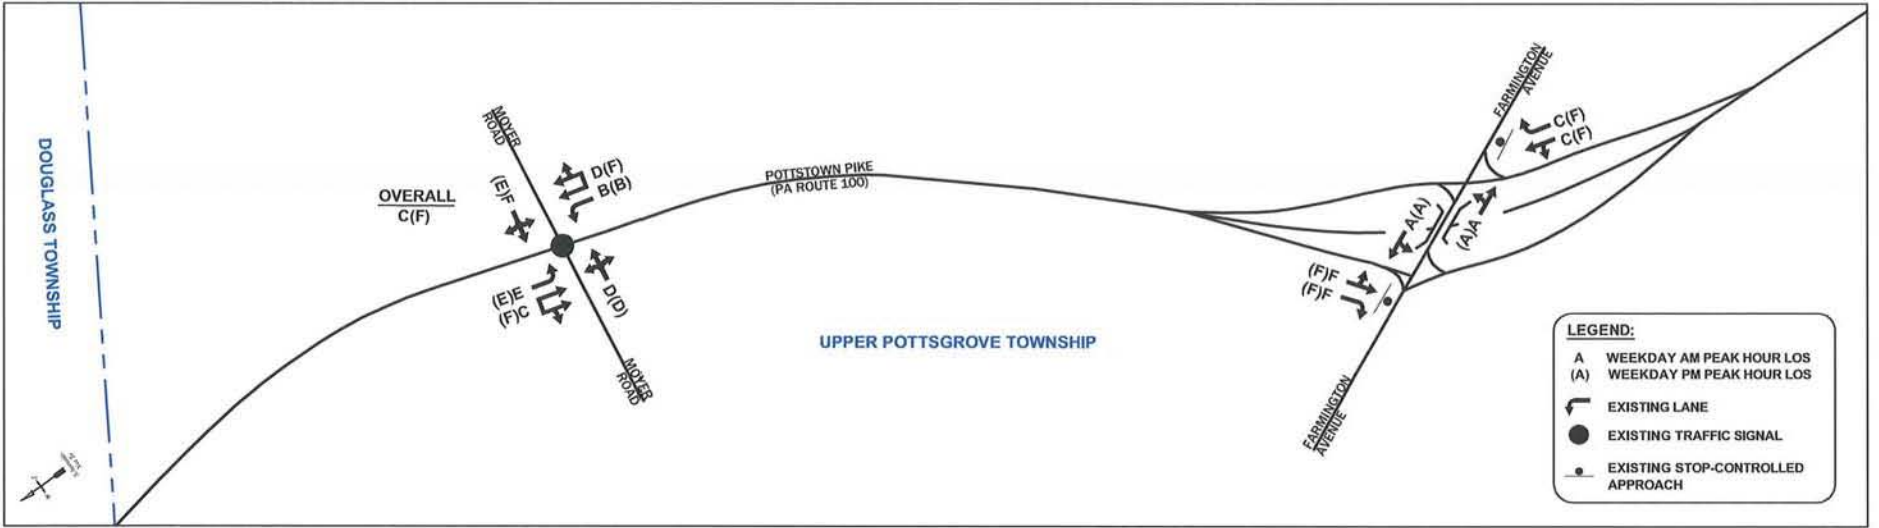 DOUGLASS TOWNSHIP
OVERALL
C(F)
MOYER
ROAD
(E)F
D(F)
B(B)
(E)E
(F)C
D(D)
MOYER
ROAD
POTTSTOWN PIKE
(PA ROUTE 100)
UPPER POTTSGROVE TOWNSHIP
FARMINGTON
AVENUE
C(F)
C(F)
A(A)
(A)A
(F)F
(F)F
FARMINGTON
AVENUE
LEGEND:
A WEEKDAY AM PEAK HOUR LOS
(A) WEEKDAY PM PEAK HOUR LOS
EXISTING LANE
EXISTING TRAFFIC SIGNAL
EXISTING STOP-CONTROLLED
APPROACH